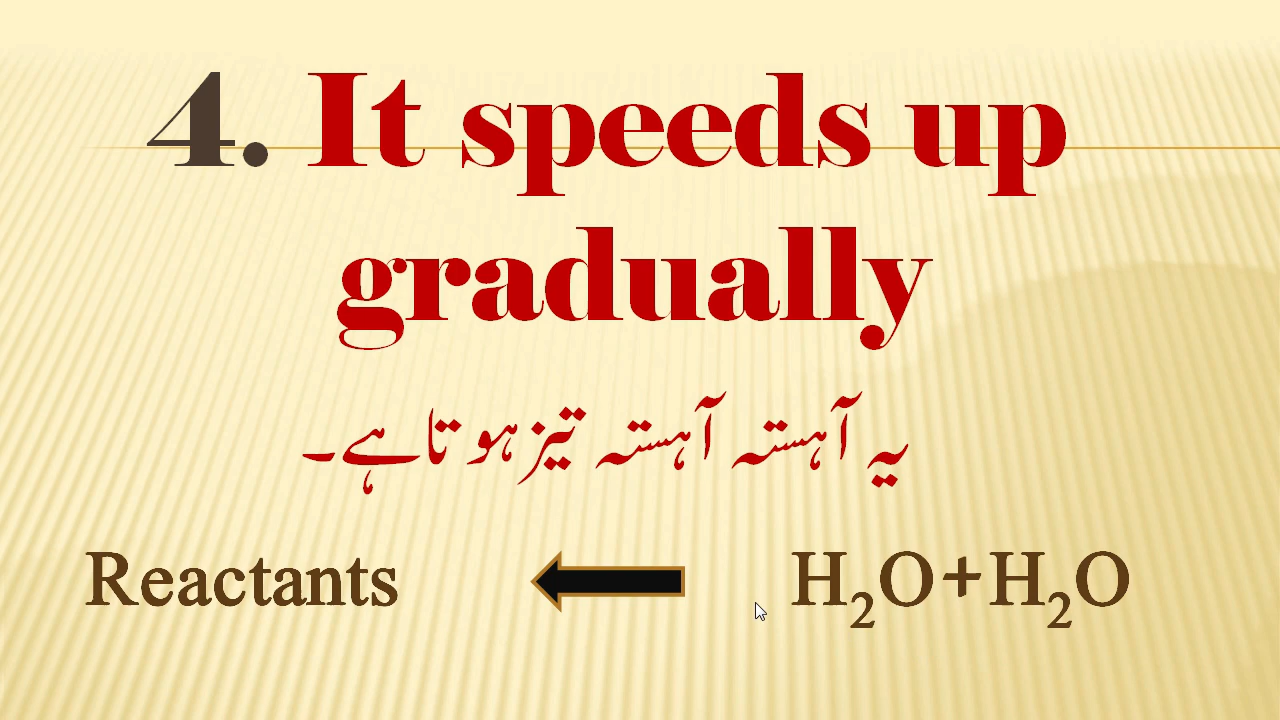 4. It speeds up
gradually
یہ آہستہ آہستہ تیز ہوتا ہے۔
Reactants ← H₂O+H₂O